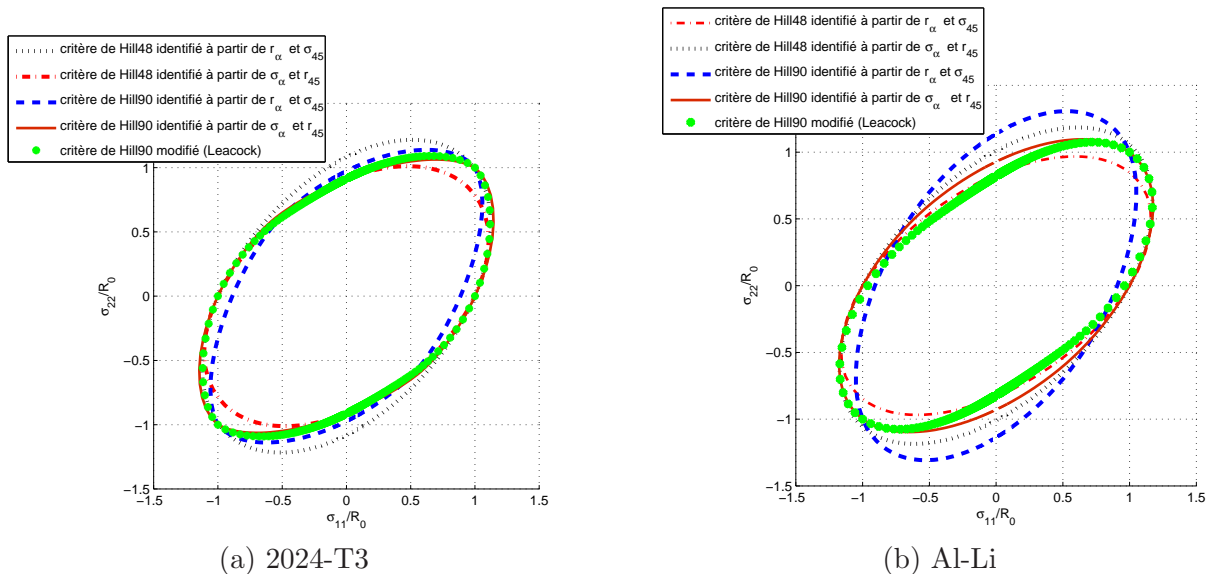 critère de Hill48 identifié à partir de r_α et σ_45
critère de Hill48 identifié à partir de σ_α et r_45
critère de Hill90 identifié à partir de r_α et σ_45
critère de Hill90 identifié à partir de σ_α et r_45
critère de Hill90 modifié (Leacock)
1
0.5
0
−0.5
−1
−1.5
σ_22/R_0
−1.5
−1
−0.5
0
0.5
1
1.5
σ_11/R_0
(a) 2024-T3
critère de Hill48 identifié à partir de r_α et σ_45
critère de Hill48 identifié à partir de σ_α et r_45
critère de Hill90 identifié à partir de r_α et σ_45
critère de Hill90 identifié à partir de σ_α et r_45
critère de Hill90 modifié (Leacock)
1
0.5
0
−0.5
−1
−1.5
σ_22/R_0
−1.5
−1
−0.5
0
0.5
1
1.5
σ_11/R_0
(b) Al-Li